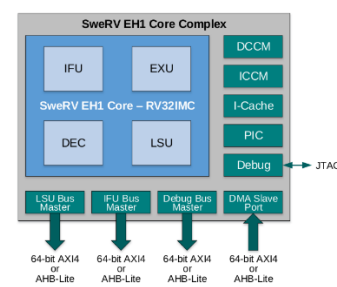 SweRV EH1 Core Complex
IFU
EXU
SweRV EH1 Core – RV32IMC
DEC
LSU
DCCM
ICCM
I-Cache
PIC
Debug
JTAG
LSU Bus
Master
IFU Bus
Master
Debug Bus
Master
DMA Slave
Port
64-bit AXI4
or
AHB-Lite
64-bit AXI4
or
AHB-Lite
64-bit AXI4
or
AHB-Lite
64-bit AXI4
or
AHB-Lite